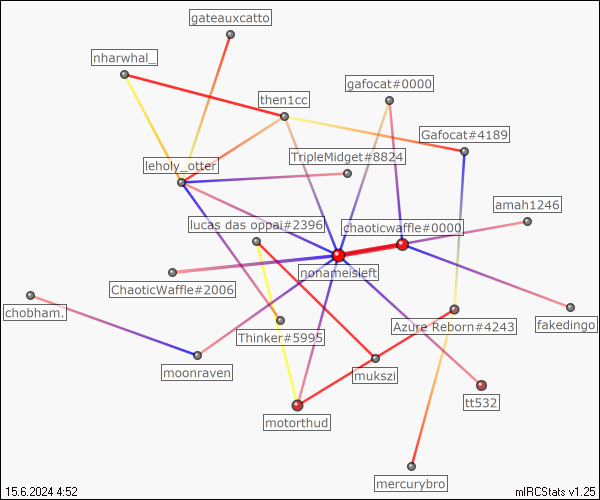 gateauxcatto
nharwhal_
gafocat#0000
then1cc
Gafocat#4189
TripleMidget#8824
leholy_otter
amah1246
lucas das oppai#2396
chaoticwaffle#0000
nonameisleft
ChaoticWaffle#2006
chobham.
fakedingo
Azure Reborn#4243
Thinker#5995
moonraven
mukszi
tt532
motorthud
mercurybro
15.6.2024 4:52
mIRCStats v1.25